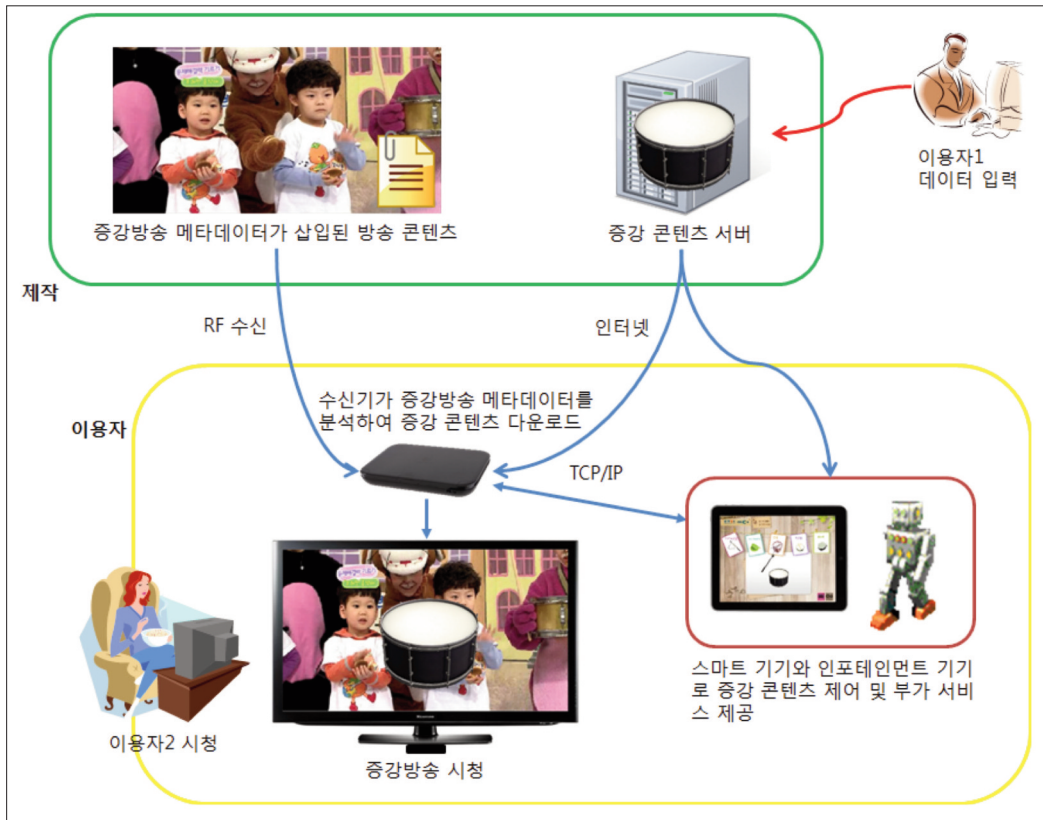 증강방송 메타데이터가 삽입된 방송 콘텐츠
증강 콘텐츠 서버
이용자1
데이터 입력
제작
RF 수신
인터넷
이용자
수신기가 증강방송 메타데이터를
분석하여 증강 콘텐츠 다운로드
TCP/IP
이용자2 시청
증강방송 시청
스마트 기기와 인포테인먼트 기기
로 증강 콘텐츠 제어 및 부가 서비
스 제공